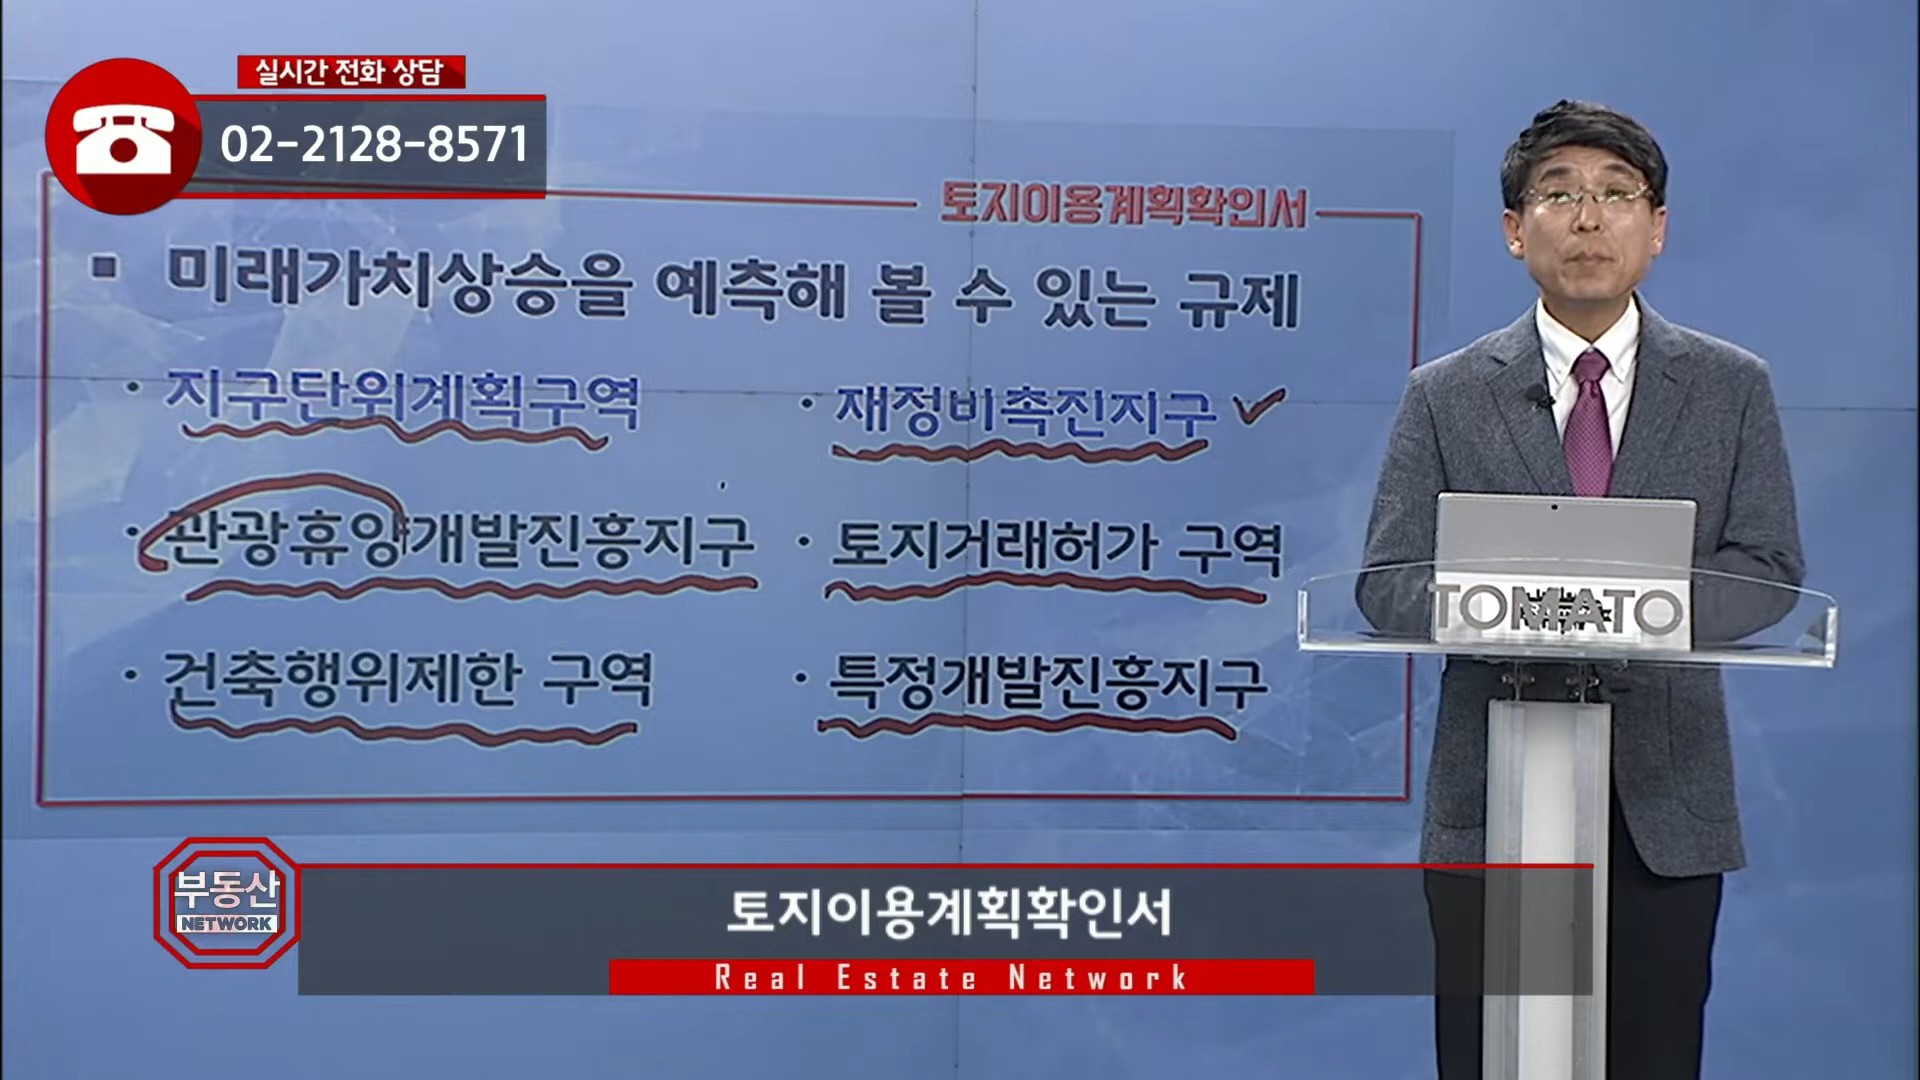 실시간 전화 상담
02-2128-8571
토지이용계획확인서
▪ 미래가치상승을 예측해 볼 수 있는 규제
· 지구단위계획구역
· 재정비촉진지구 ✓
· 관광휴양개발진흥지구
· 토지거래허가 구역
· 건축행위제한 구역
· 특정개발진흥지구
TOMATO
부동산
NETWORK
토지이용계획확인서
Real Estate Network